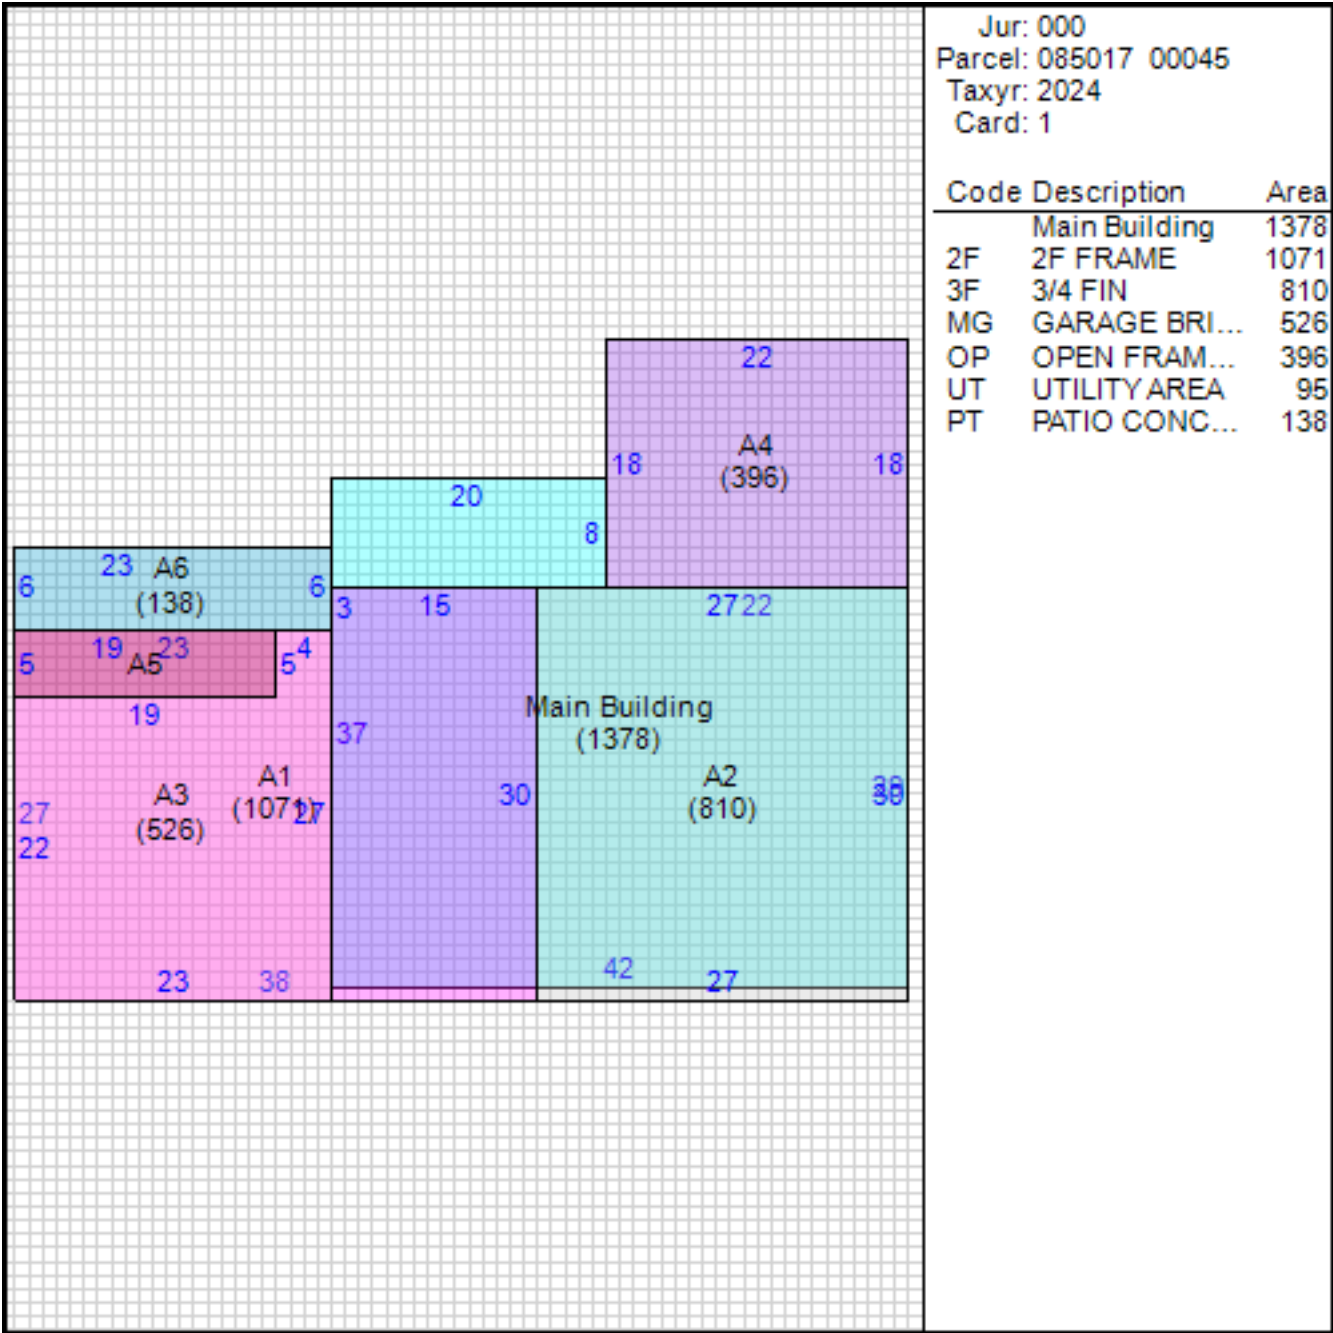 Jur: 000
Parcel: 085017 00045
Taxyr: 2024
Card: 1
Code Description Area
Main Building 1378
2F 2F FRAME 1071
3F 3/4 FIN 810
MG GARAGE BRI... 526
OP OPEN FRAM... 396
UT UTILITY AREA 95
PT PATIO CONC... 138
22
A4
18 (396) 18
20
8
23 A6
6 (138) 6
3 15 27 22
19 23 4
5 A5 5
19
Main Building
37 (1378)
A1 A2
A3 (1071) 27 (810)
30 30
27 (526)
22
42
23 38 27